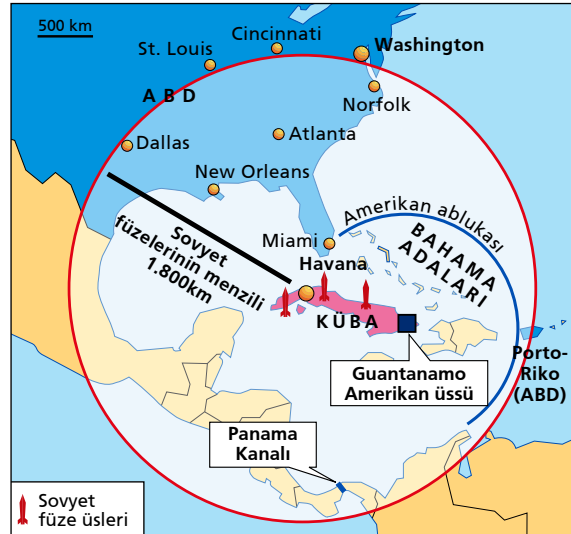 500 km
Cincinnati
St. Louis
Washington
A B D
Norfolk
Dallas
Atlanta
New Orleans
Amerikan ablukası
Miami
BAHAMA
ADALARI
Sovyet
füzelerinin menzili
1.800km
Havana
KÜBA
Porto-
Riko
(ABD)
Guantanamo
Amerikan üssü
Panama
Kanalı
Sovyet
füze üsleri